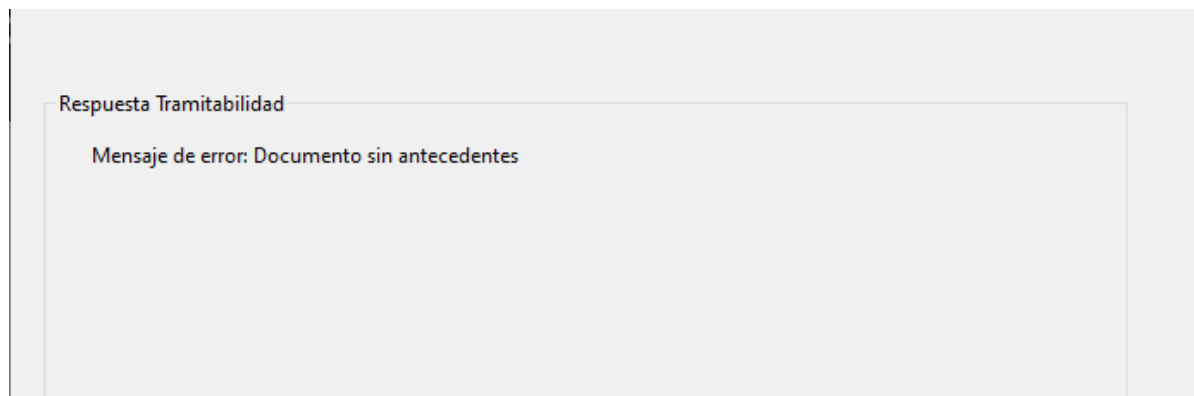 Respuesta Tramitabilidad
Mensaje de error: Documento sin antecedentes